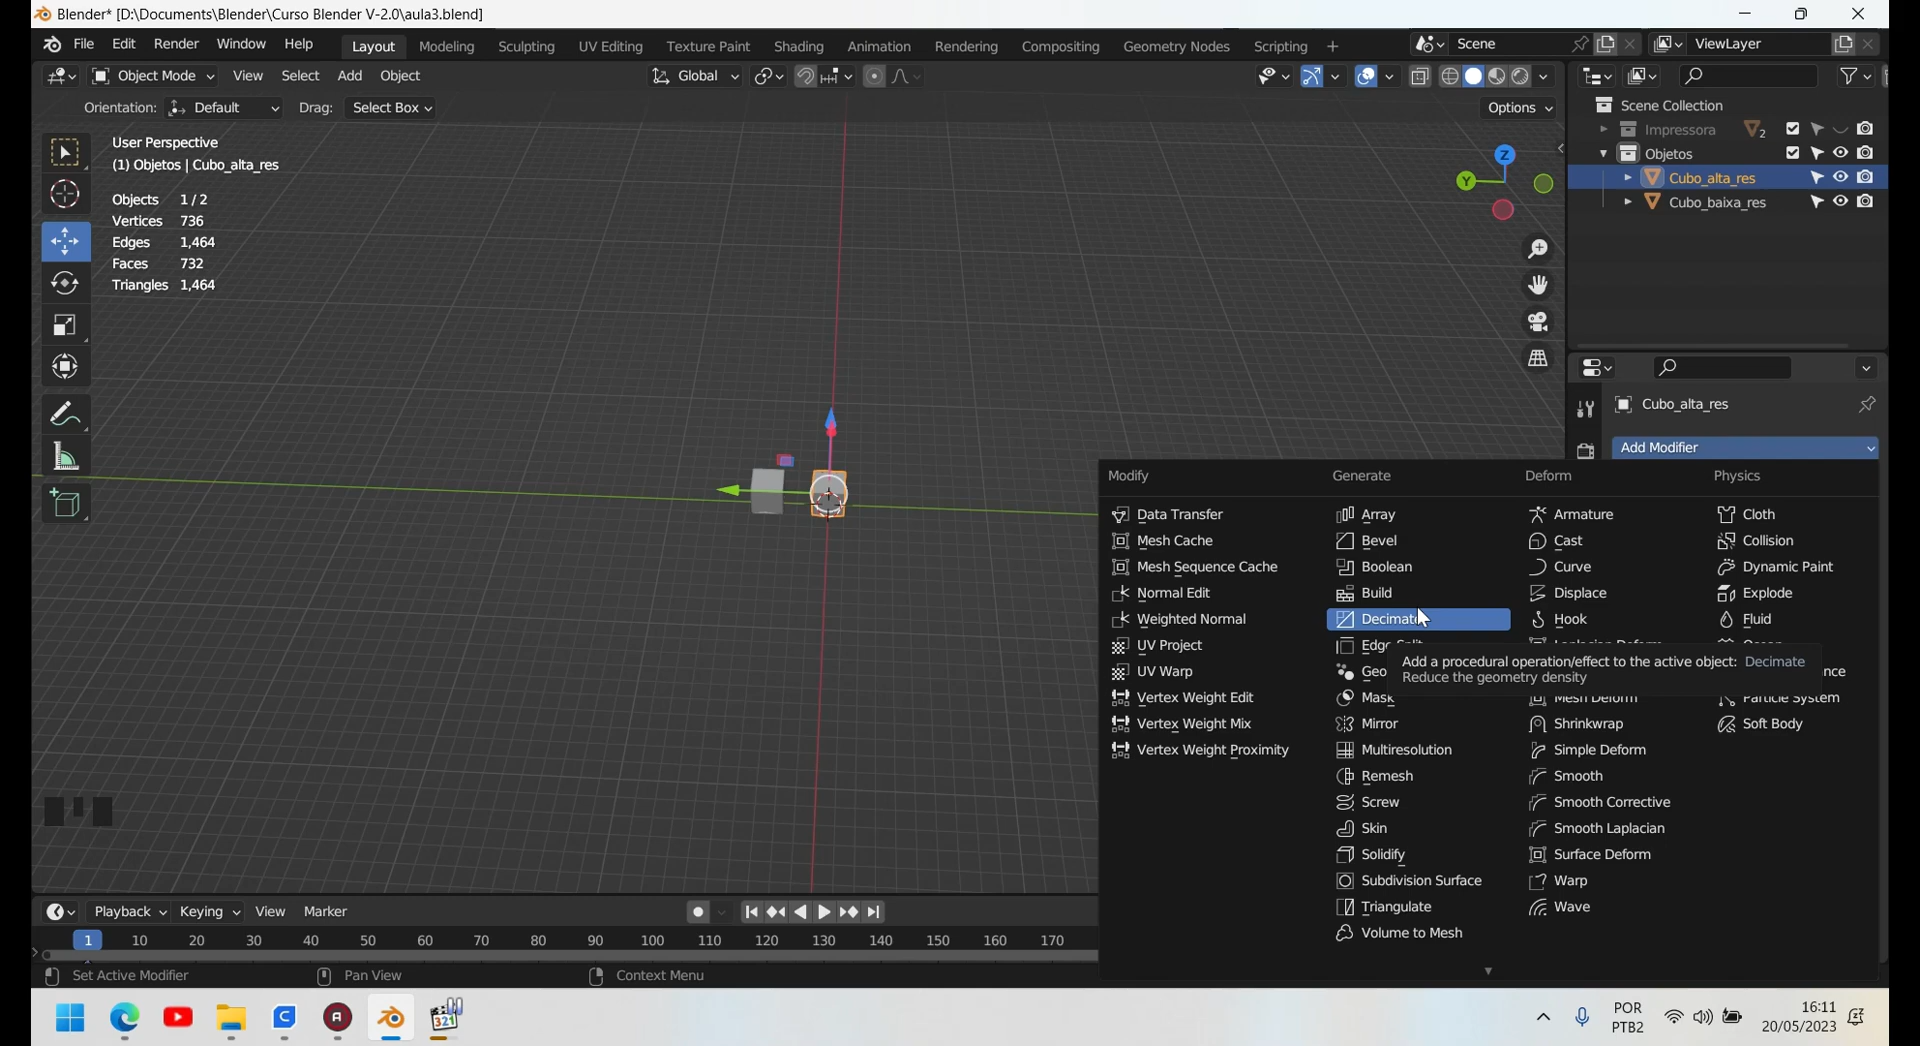 Blender* [D:\Documents\Blender\Curso Blender V-2.0\aula3.blend]
File Edit Render Window Help Layout Modeling Sculpting UV Editing Texture Paint Shading Animation Rendering Compositing Geometry Nodes Scripting + Scene ViewLayer
Object Mode View Select Add Object Global
Orientation: Default Drag: Select Box Options
User Perspective
(1) Objetos | Cubo_alta_res
Objects 1/2
Vertices 736
Edges 1,464
Faces 732
Triangles 1,464
Z
Y
Scene Collection
Impressora 2
Objetos
Cubo_alta_res
Cubo_baixa_res
Cubo_alta_res
Add Modifier
Modify Generate Deform Physics
Data Transfer Array Armature Cloth
Mesh Cache Bevel Cast Collision
Mesh Sequence Cache Boolean Curve Dynamic Paint
Normal Edit Build Displace Explode
Weighted Normal Decimate Hook Fluid
UV Project Edge Split
Add a procedural operation/effect to the active object: Decimate
UV Warp Geo nce
Reduce the geometry density
Vertex Weight Edit Mask Mesh Deform Particle System
Vertex Weight Mix Mirror Shrinkwrap Soft Body
Vertex Weight Proximity Multiresolution Simple Deform
Remesh Smooth
Screw Smooth Corrective
Skin Smooth Laplacian
Solidify Surface Deform
Subdivision Surface Warp
Triangulate Wave
Volume to Mesh
Playback Keying View Marker
1 10 20 30 40 50 60 70 80 90 100 110 120 130 140 150 160 170
Set Active Modifier Pan View Context Menu
321
POR
PTB2
16:11
20/05/2023